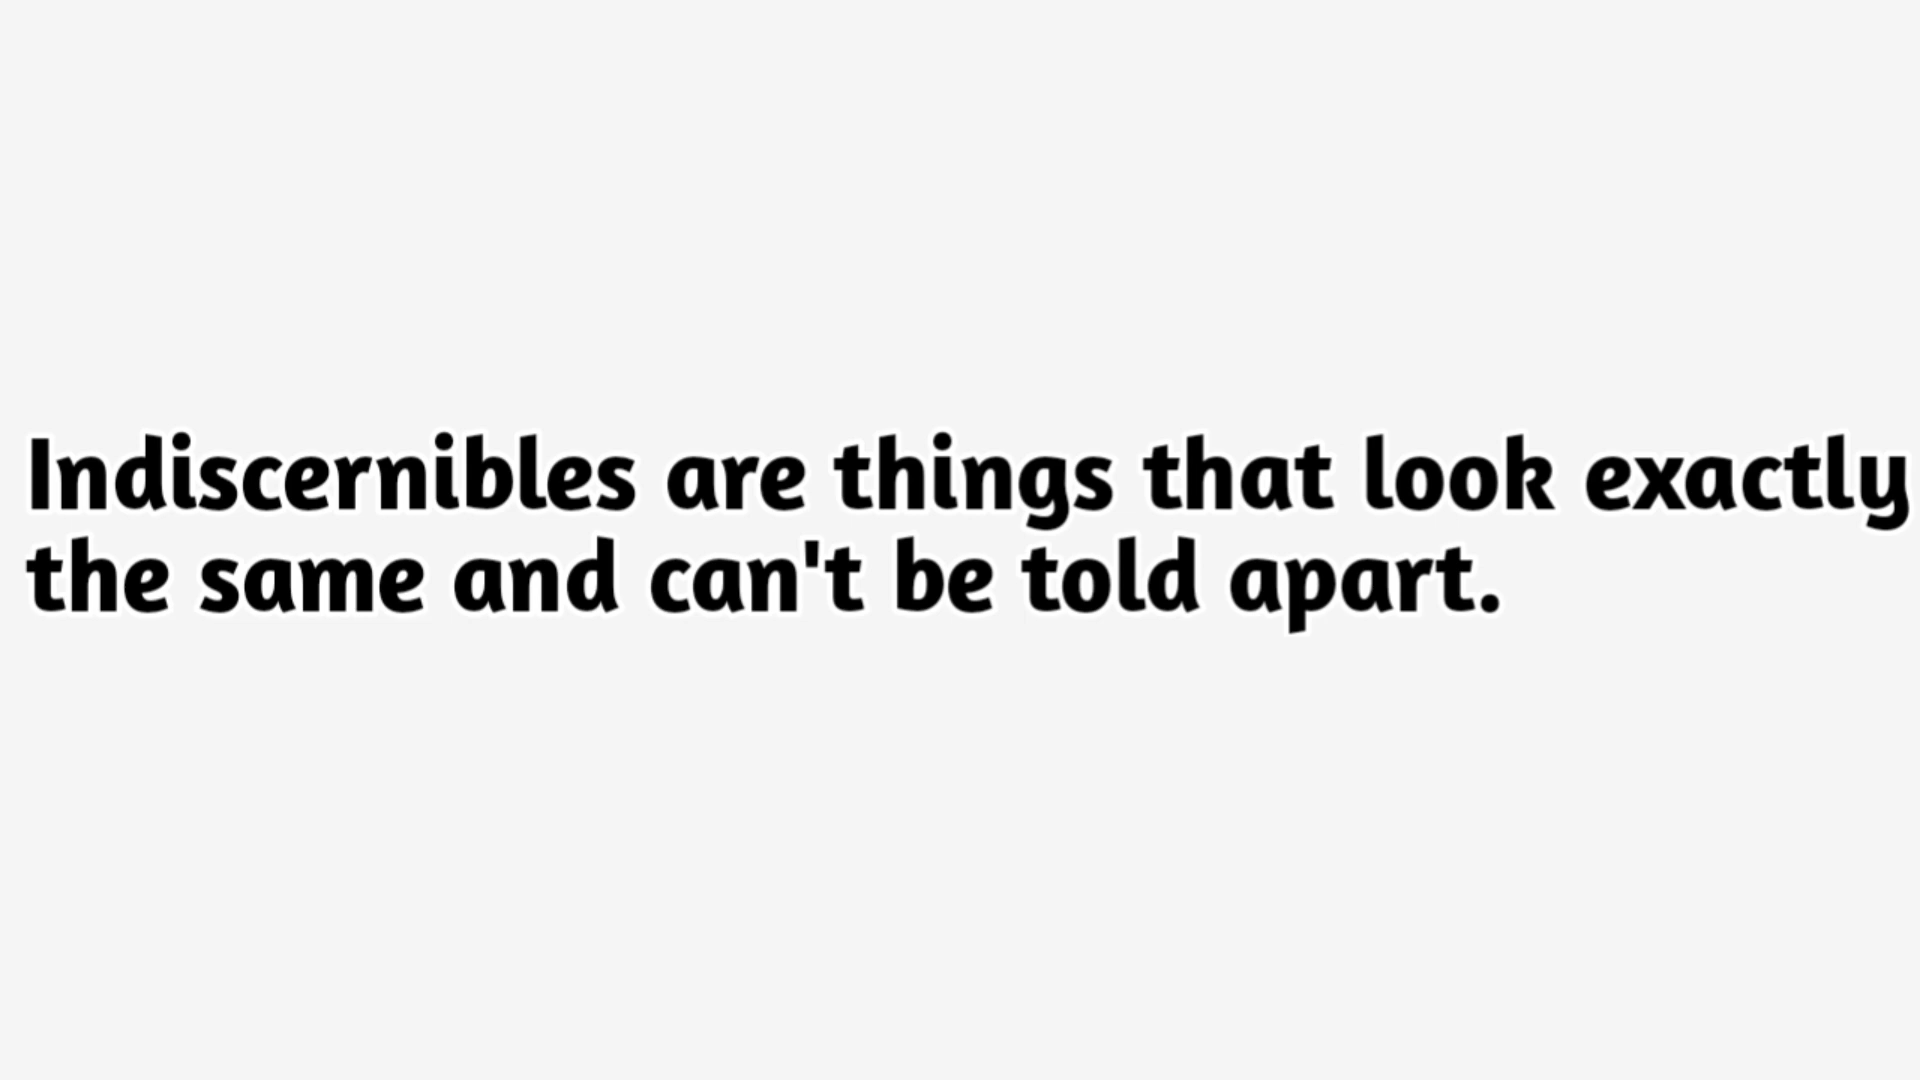 Indiscernibles are things that look exactly
the same and can't be told apart.